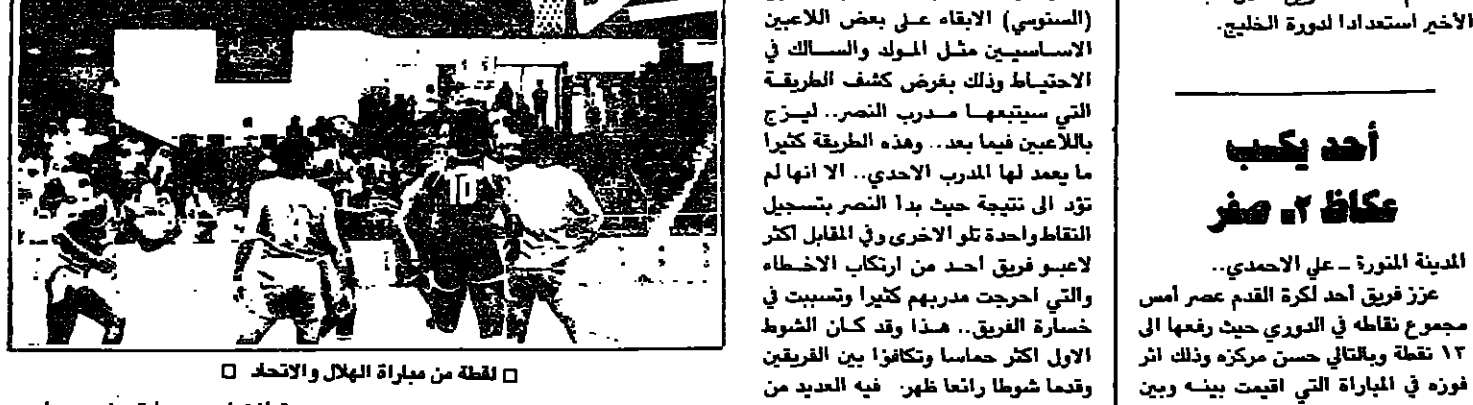 الأخير استعدادا لدورة الخليج.
أحد يكسب
عكاظ ٢ـ صفر
المدينة المنورة ـ علي الاحمدي..
عزز فريق أحد لكرة القدم عصر أمس
مجموع نقاطه في الدوري حيث رفعها الى
١٣ نقطة وبالتالي حسن مركزه وذلك اثر
فوزه في المباراة التي اقيمت بينه وبين
(السنوسي) الابقاء على بعض اللاعبين
الاساسيين مثل المولد والسالك في
الاحتياط وذلك بغرض كشف الطريقة
التي سيتبعها مدرب النصر.. ليزج
باللاعبين فيما بعد.. وهذه الطريقة كثيرا
ما يعمد لها المدرب الاحدي.. الا انها لم
تؤد الى نتيجة حيث بدأ النصر بتسجيل
النقاط واحدة تلو الاخرى وفي المقابل اكثر
لاعبو فريق احد من ارتكاب الاخطاء
والتي احرجت مدربهم كثيرا وتسببت في
خسارة الفريق.. هذا وقد كان الشوط
الاول اكثر حماسا وتكافؤا بين الفريقين
وقدما شوطا رائعا ظهر فيه العديد من
□ لقطة من مباراة الهلال والاتحاد □